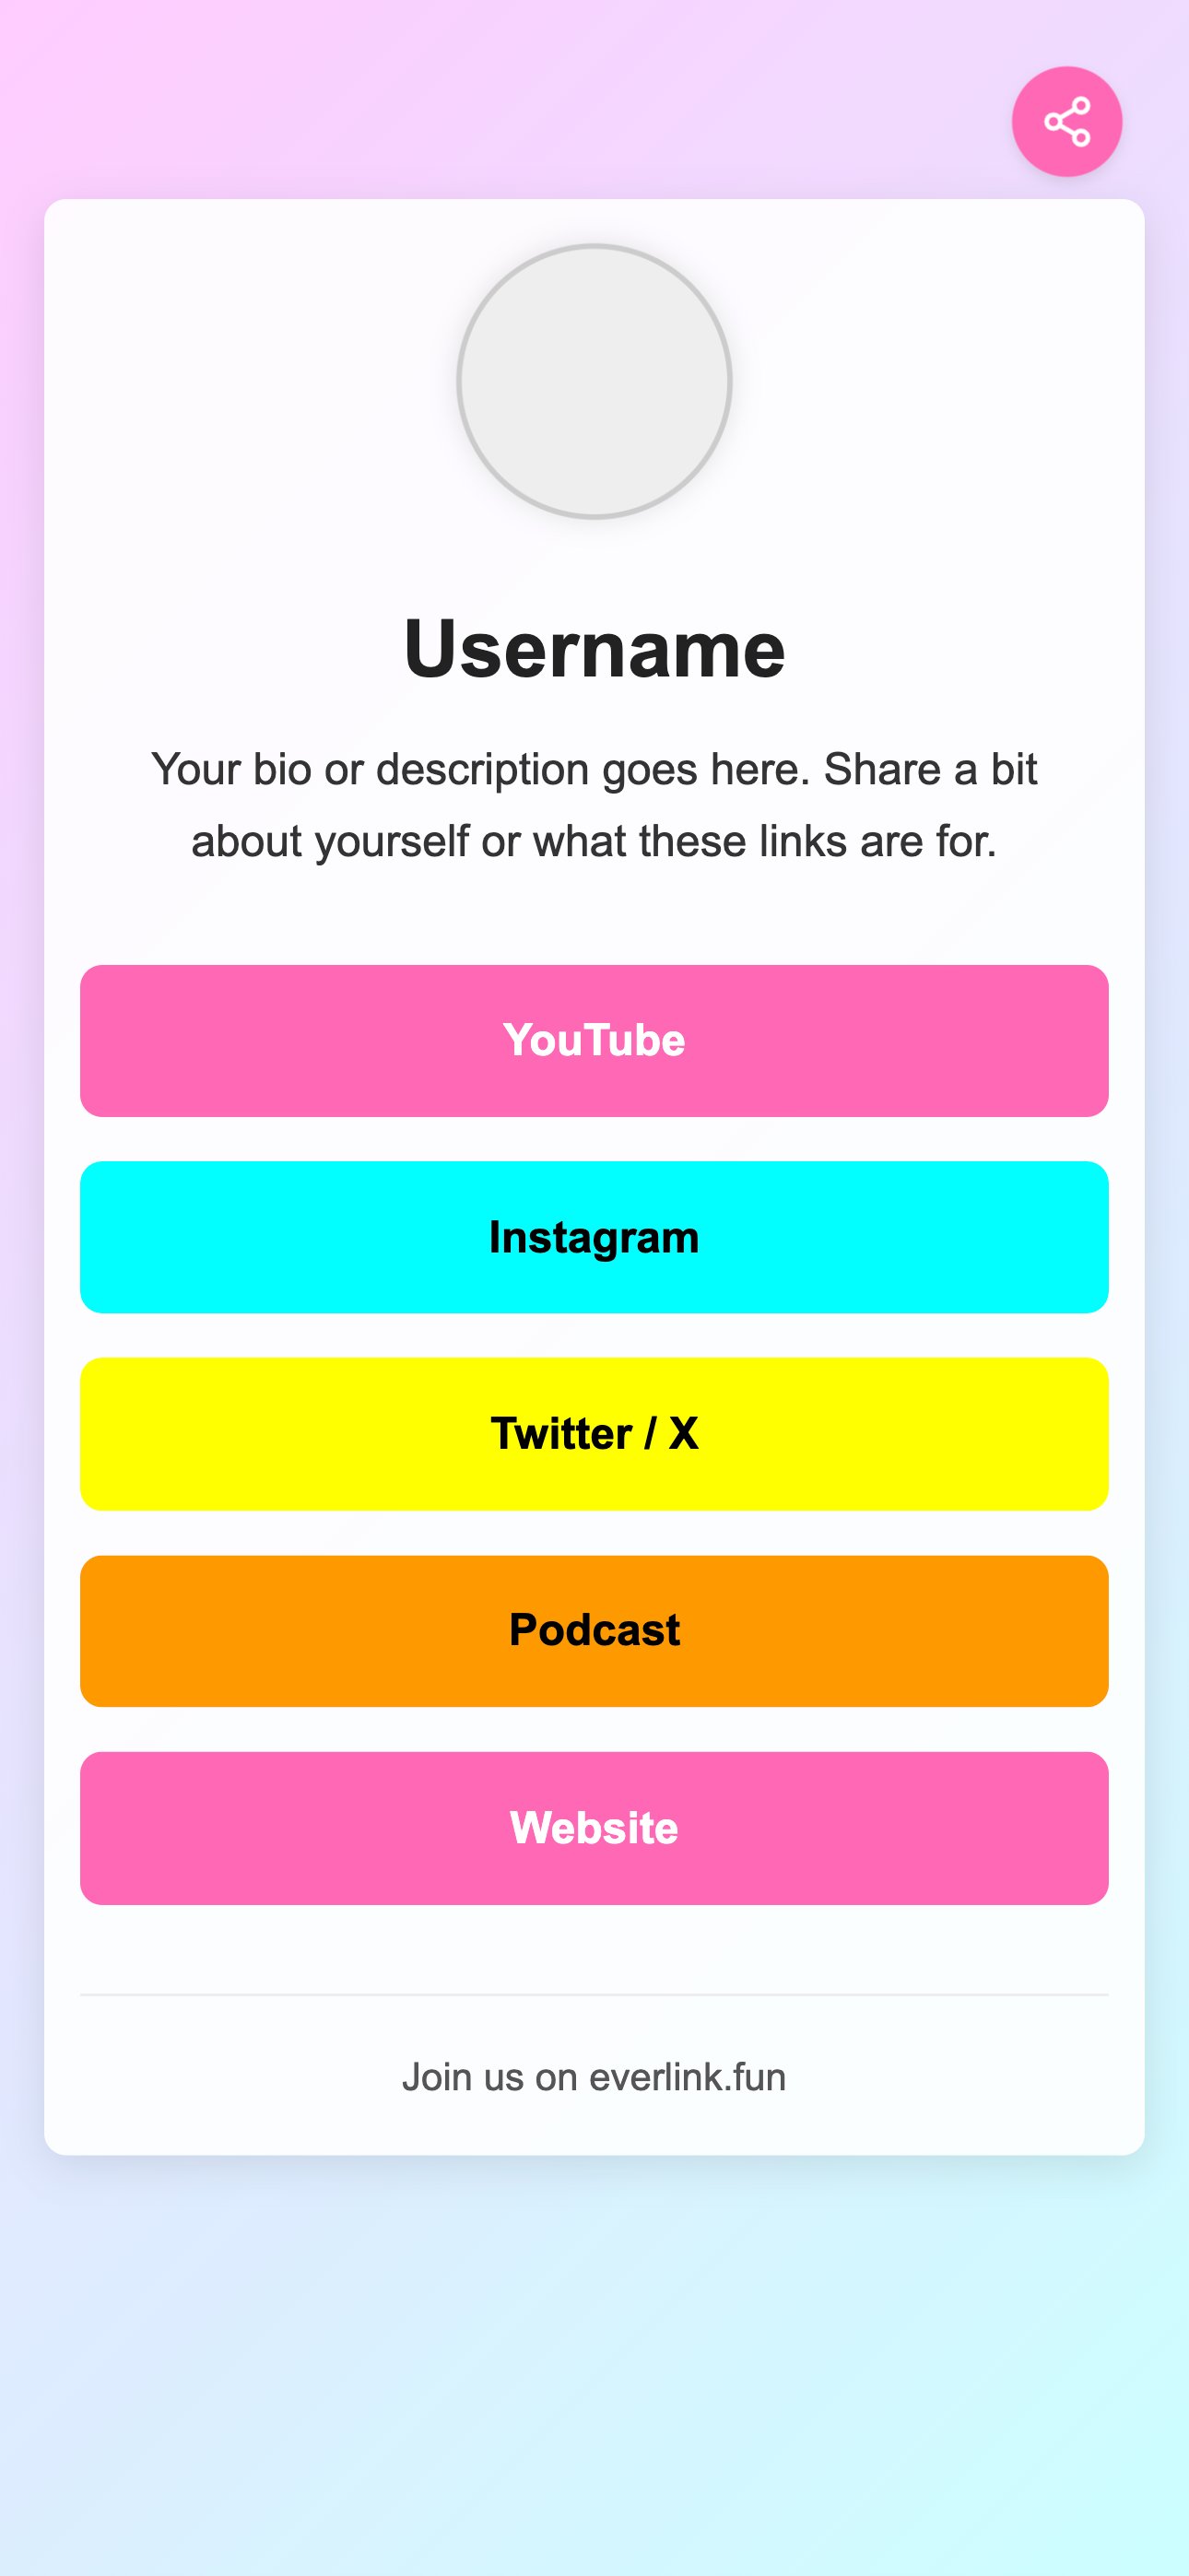 Username
Your bio or description goes here. Share a bit
about yourself or what these links are for.
YouTube
Instagram
Twitter / X
Podcast
Website
Join us on everlink.fun